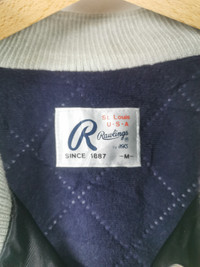 St. Louis
U·S·A
R
Rawlings®
SINCE 1887
-M-